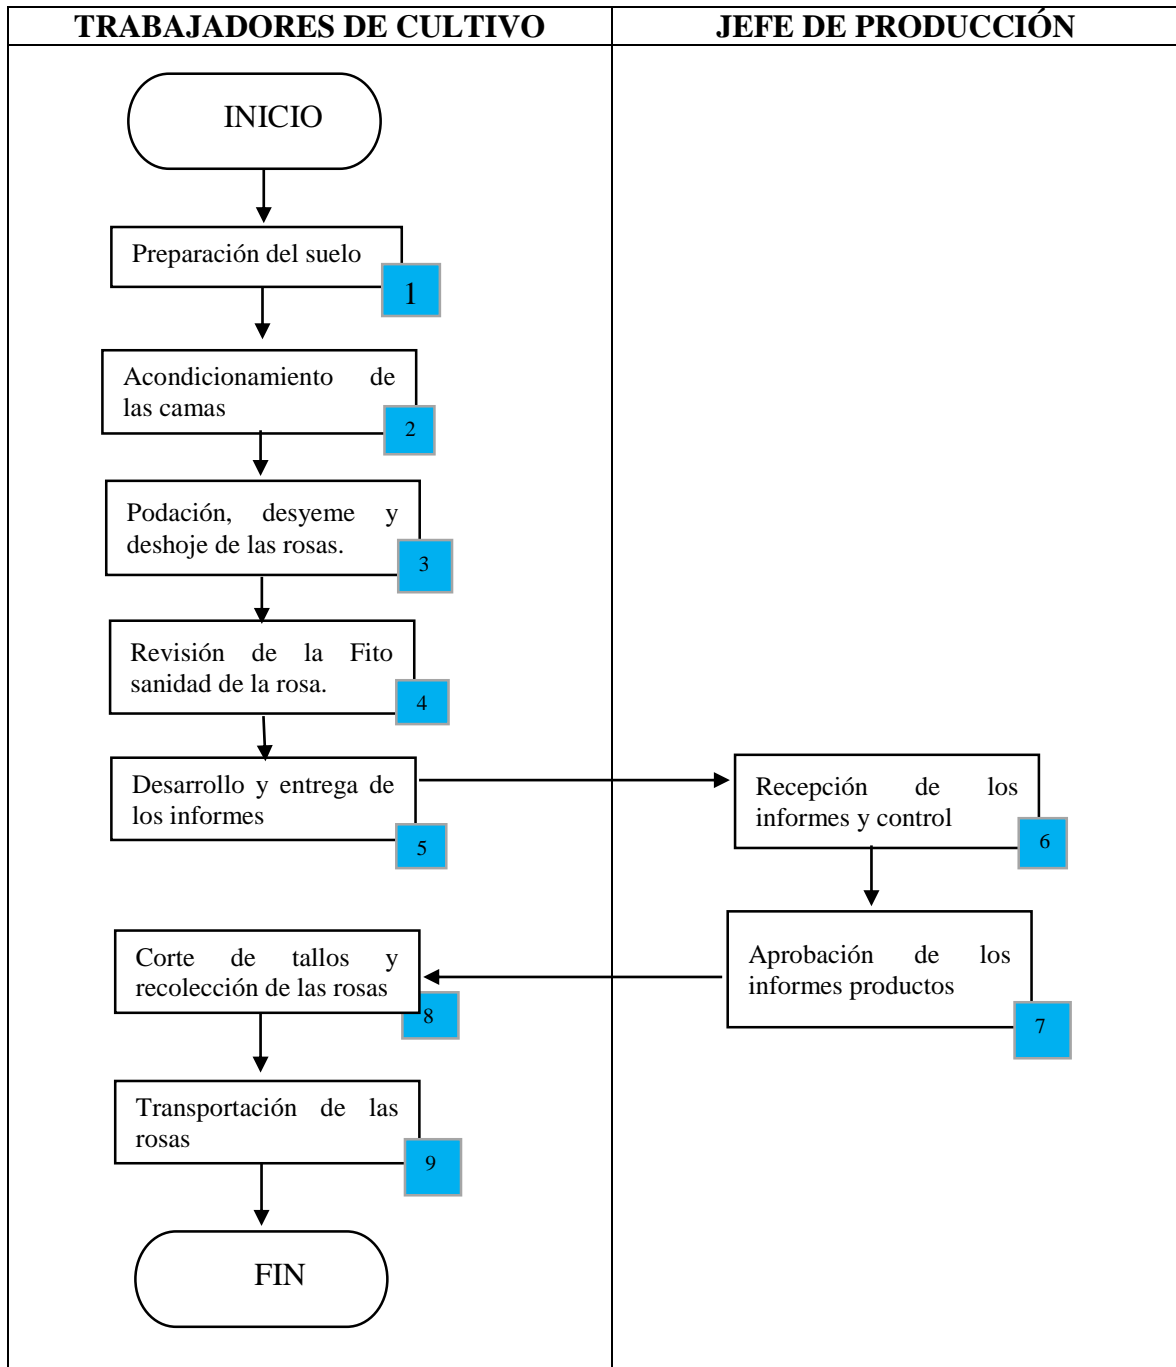 TRABAJADORES DE CULTIVO
JEFE DE PRODUCCIÓN
INICIO
Preparación del suelo
1
Acondicionamiento de
las camas
2
Podación, desyeme y
deshoje de las rosas.
3
Revisión de la Fito
sanidad de la rosa.
4
Desarrollo y entrega de
los informes
5
Recepción de los
informes y control
6
Aprobación de los
informes productos
7
Corte de tallos y
recolección de las rosas
8
Transportación de las
rosas
9
FIN